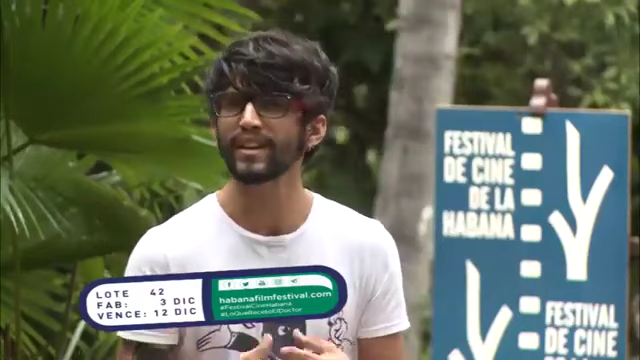 FESTIVAL
DE CINE
DE LA
HABANA
FESTIVAL
DE CINE
LOTE 42
FAB: 3 DIC
VENCE: 12 DIC
habanafilmfestival.com
#FestivalCineHabana
#LoQueRecetoElDoctor